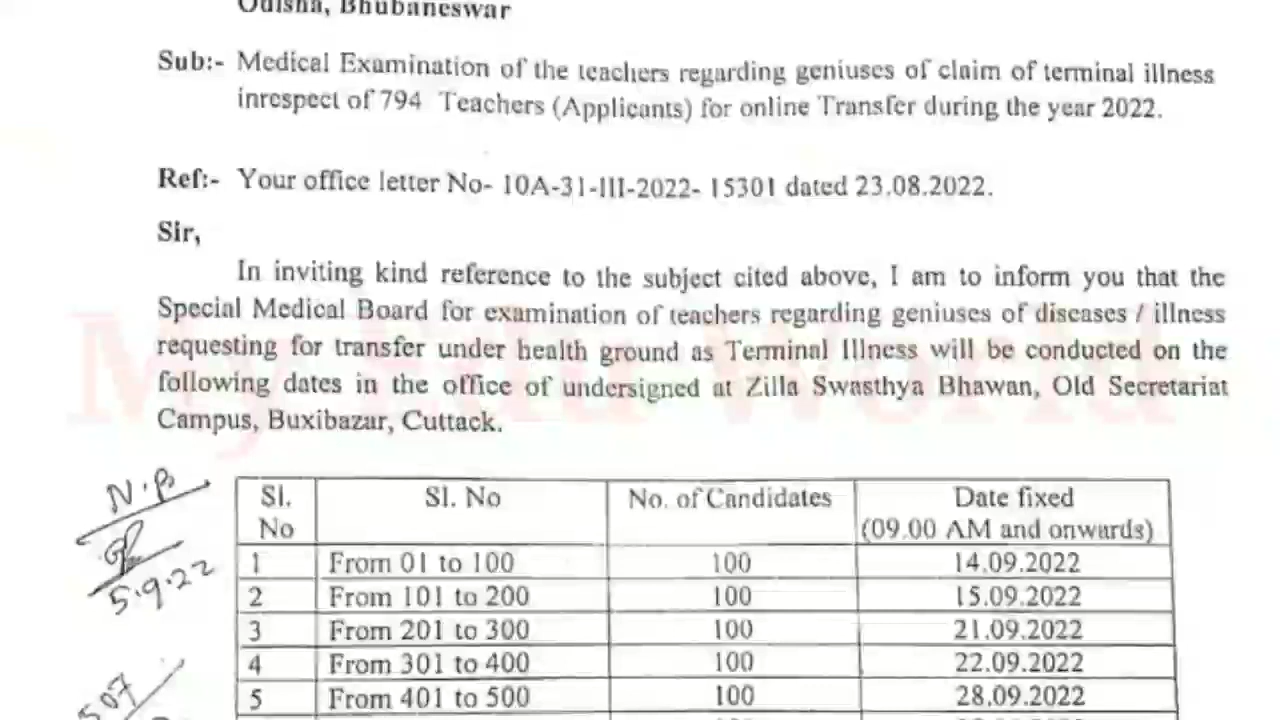 Odisha, Bhubaneswar
Sub:- Medical Examination of the teachers regarding geniuses of claim of terminal illness
inrespect of 794 Teachers (Applicants) for online Transfer during the year 2022.
Ref:- Your office letter No- 10A-31-III-2022- 15301 dated 23.08.2022.
Sir,
In inviting kind reference to the subject cited above, I am to inform you that the
Special Medical Board for examination of teachers regarding geniuses of diseases / illness
requesting for transfer under health ground as Terminal Illness will be conducted on the
following dates in the office of undersigned at Zilla Swasthya Bhawan, Old Secretariat
Campus, Buxibazar, Cuttack.
My Edu World
N.B
5.9.22
507
Sl. No Sl. No No. of Candidates Date fixed
(09.00 AM and onwards)
1 From 01 to 100 100 14.09.2022
2 From 101 to 200 100 15.09.2022
3 From 201 to 300 100 21.09.2022
4 From 301 to 400 100 22.09.2022
5 From 401 to 500 100 28.09.2022